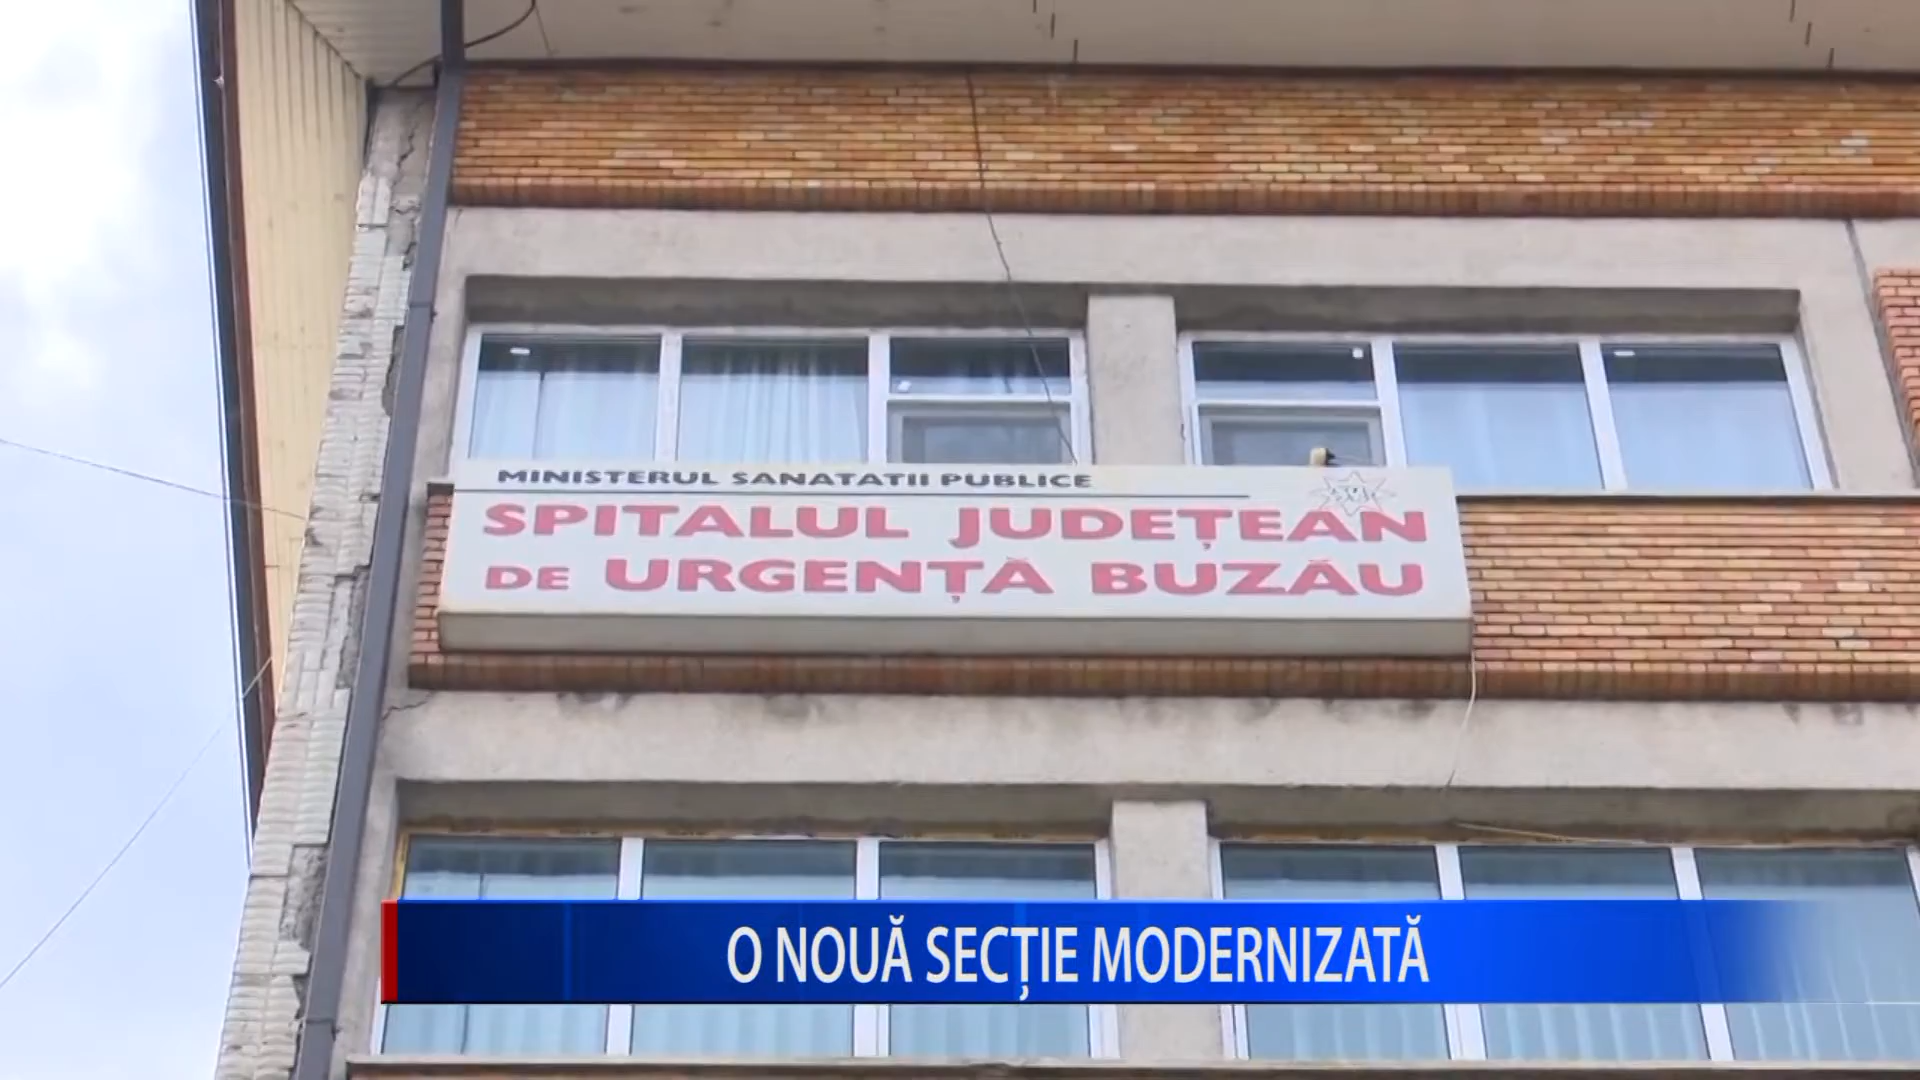 MINISTERUL SANATATII PUBLICE
SPITALUL JUDEȚEAN
DE URGENȚĂ BUZĂU
O NOUĂ SECȚIE MODERNIZATĂ